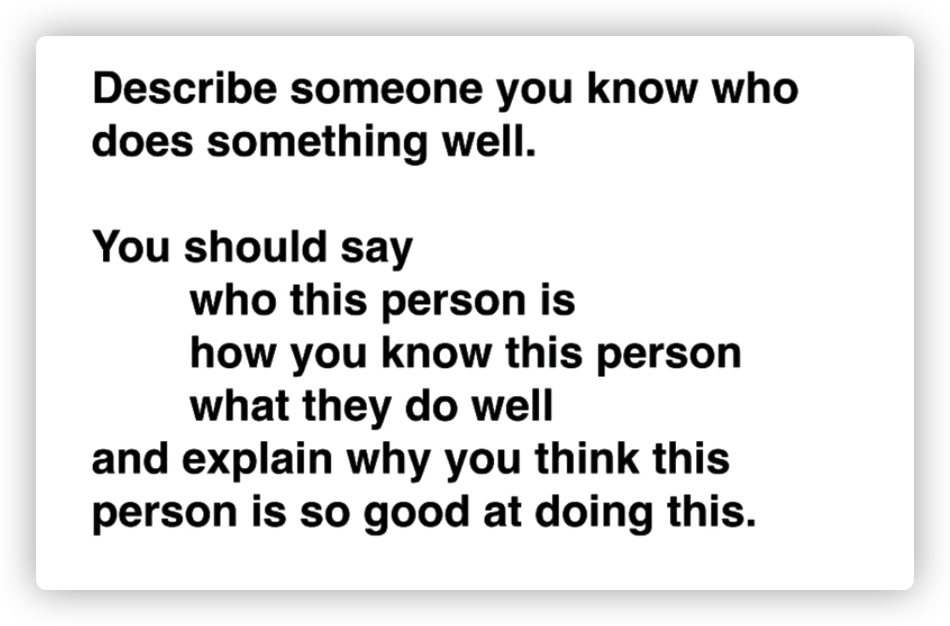 Describe someone you know who
does something well.
You should say
who this person is
how you know this person
what they do well
and explain why you think this
person is so good at doing this.